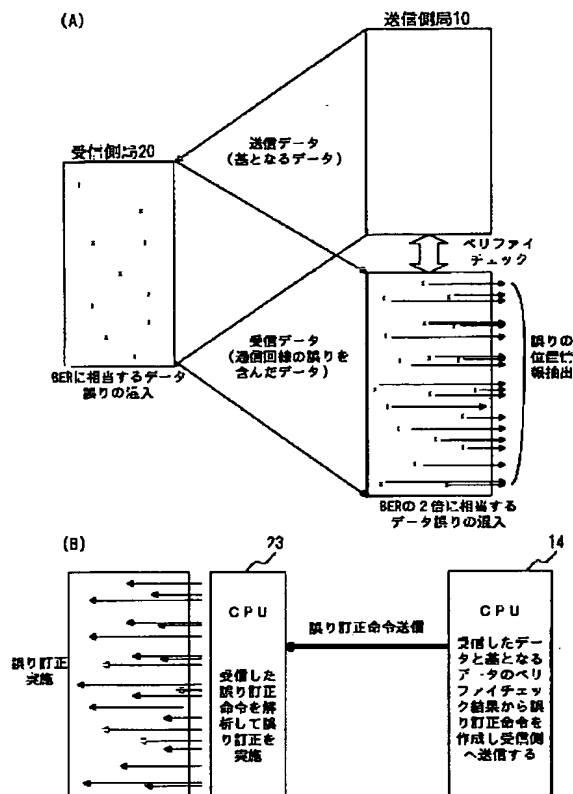 (A)
送信側局10
受信側局20
送信データ
(基となるデータ)
ベリファイ
チェック
受信データ
(通信回線の誤りを
含んだデータ)
誤りの
位置情
報抽出
BERに相当するデータ
誤りの混入
BERの2倍に相当する
データ誤りの混入
(B)
23
14
誤り訂正
実施
CPU
受信した
誤り訂正
命令を解
析して誤
り訂正を
実施
誤り訂正命令送信
CPU
受信したデー
タと基となる
データのベリ
ファイチェッ
ク結果から誤
り訂正命令を
作成し受信側
へ送信する